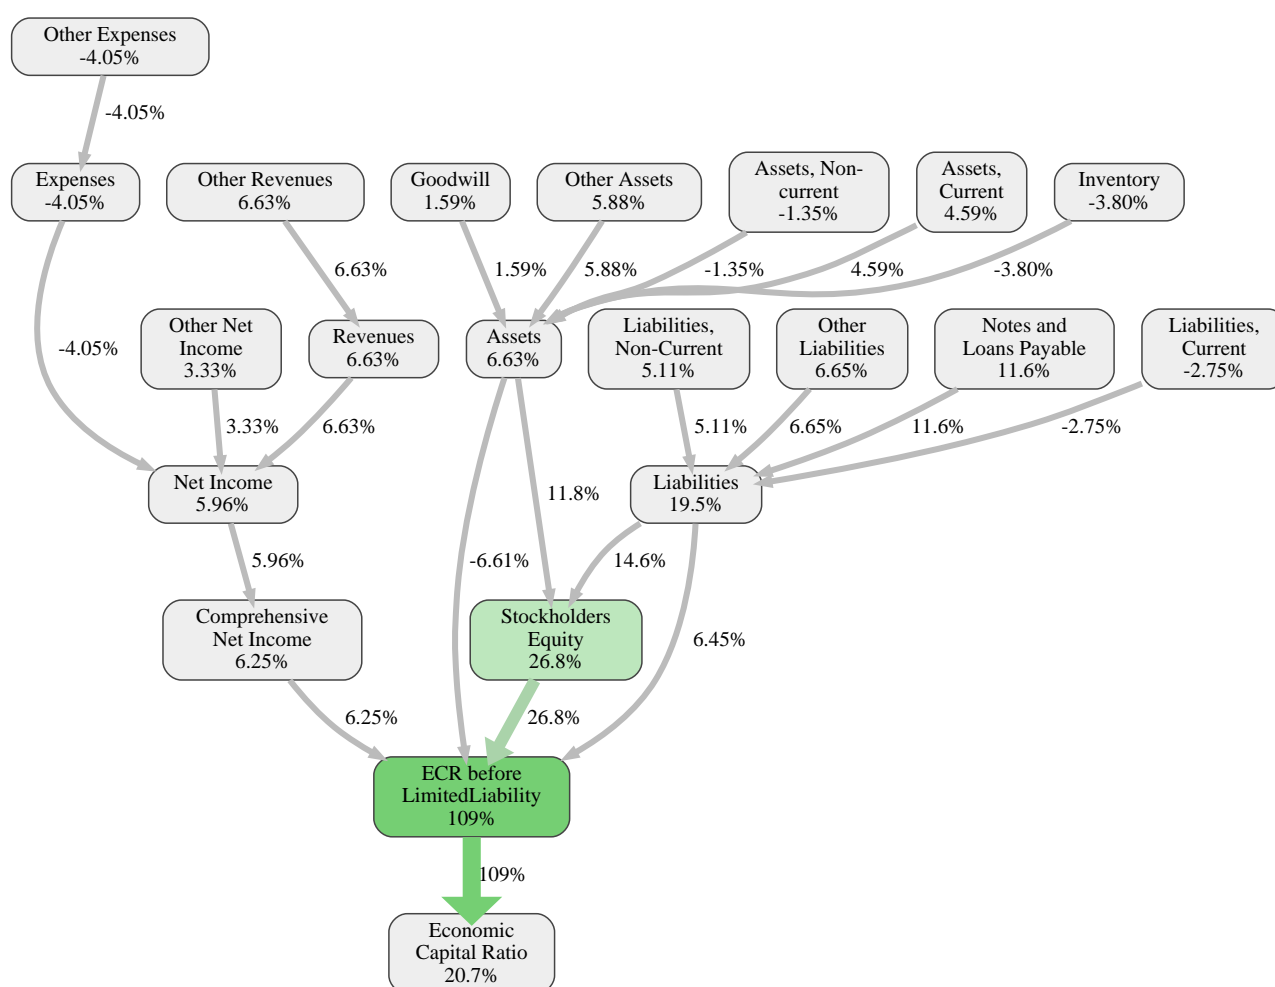 Other Expenses
-4.05%
-4.05%
Expenses
-4.05%
Other Revenues
6.63%
Goodwill
1.59%
Other Assets
5.88%
Assets, Non-
current
-1.35%
Assets,
Current
4.59%
Inventory
-3.80%
6.63%
1.59%
5.88%
-1.35%
4.59%
-3.80%
-4.05%
Other Net
Income
3.33%
Revenues
6.63%
Assets
6.63%
Liabilities,
Non-Current
5.11%
Other
Liabilities
6.65%
Notes and
Loans Payable
11.6%
Liabilities,
Current
-2.75%
3.33%
6.63%
5.11%
6.65%
11.6%
-2.75%
Net Income
5.96%
11.8%
Liabilities
19.5%
5.96%
-6.61%
14.6%
Comprehensive
Net Income
6.25%
Stockholders
Equity
26.8%
6.45%
6.25%
26.8%
ECR before
LimitedLiability
109%
109%
Economic
Capital Ratio
20.7%